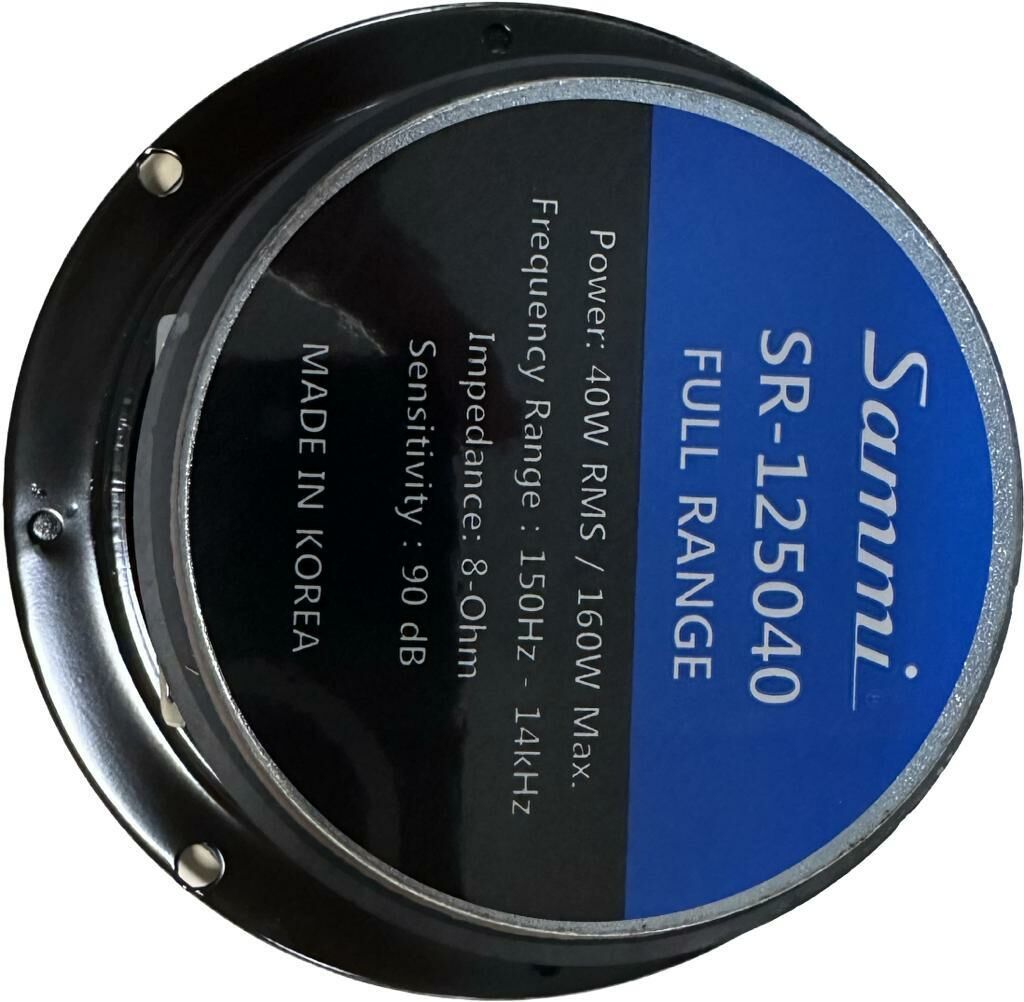 Sammi
SR-125040
FULL RANGE
Power: 40W RMS / 160W Max.
Frequency Range : 150Hz - 14kHz
Impedance: 8-Ohm
Sensitivity : 90 dB
MADE IN KOREA